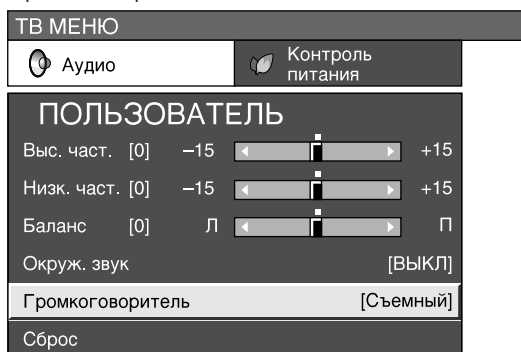 ТВ МЕНЮ
Аудио
Контроль
питания
ПОЛЬЗОВАТЕЛЬ
Выс. част. [0] –15 +15
Низк. част. [0] –15 +15
Баланс [0] Л П
Окруж. звук [ВЫКЛ]
Громкоговоритель [Съемный]
Сброс